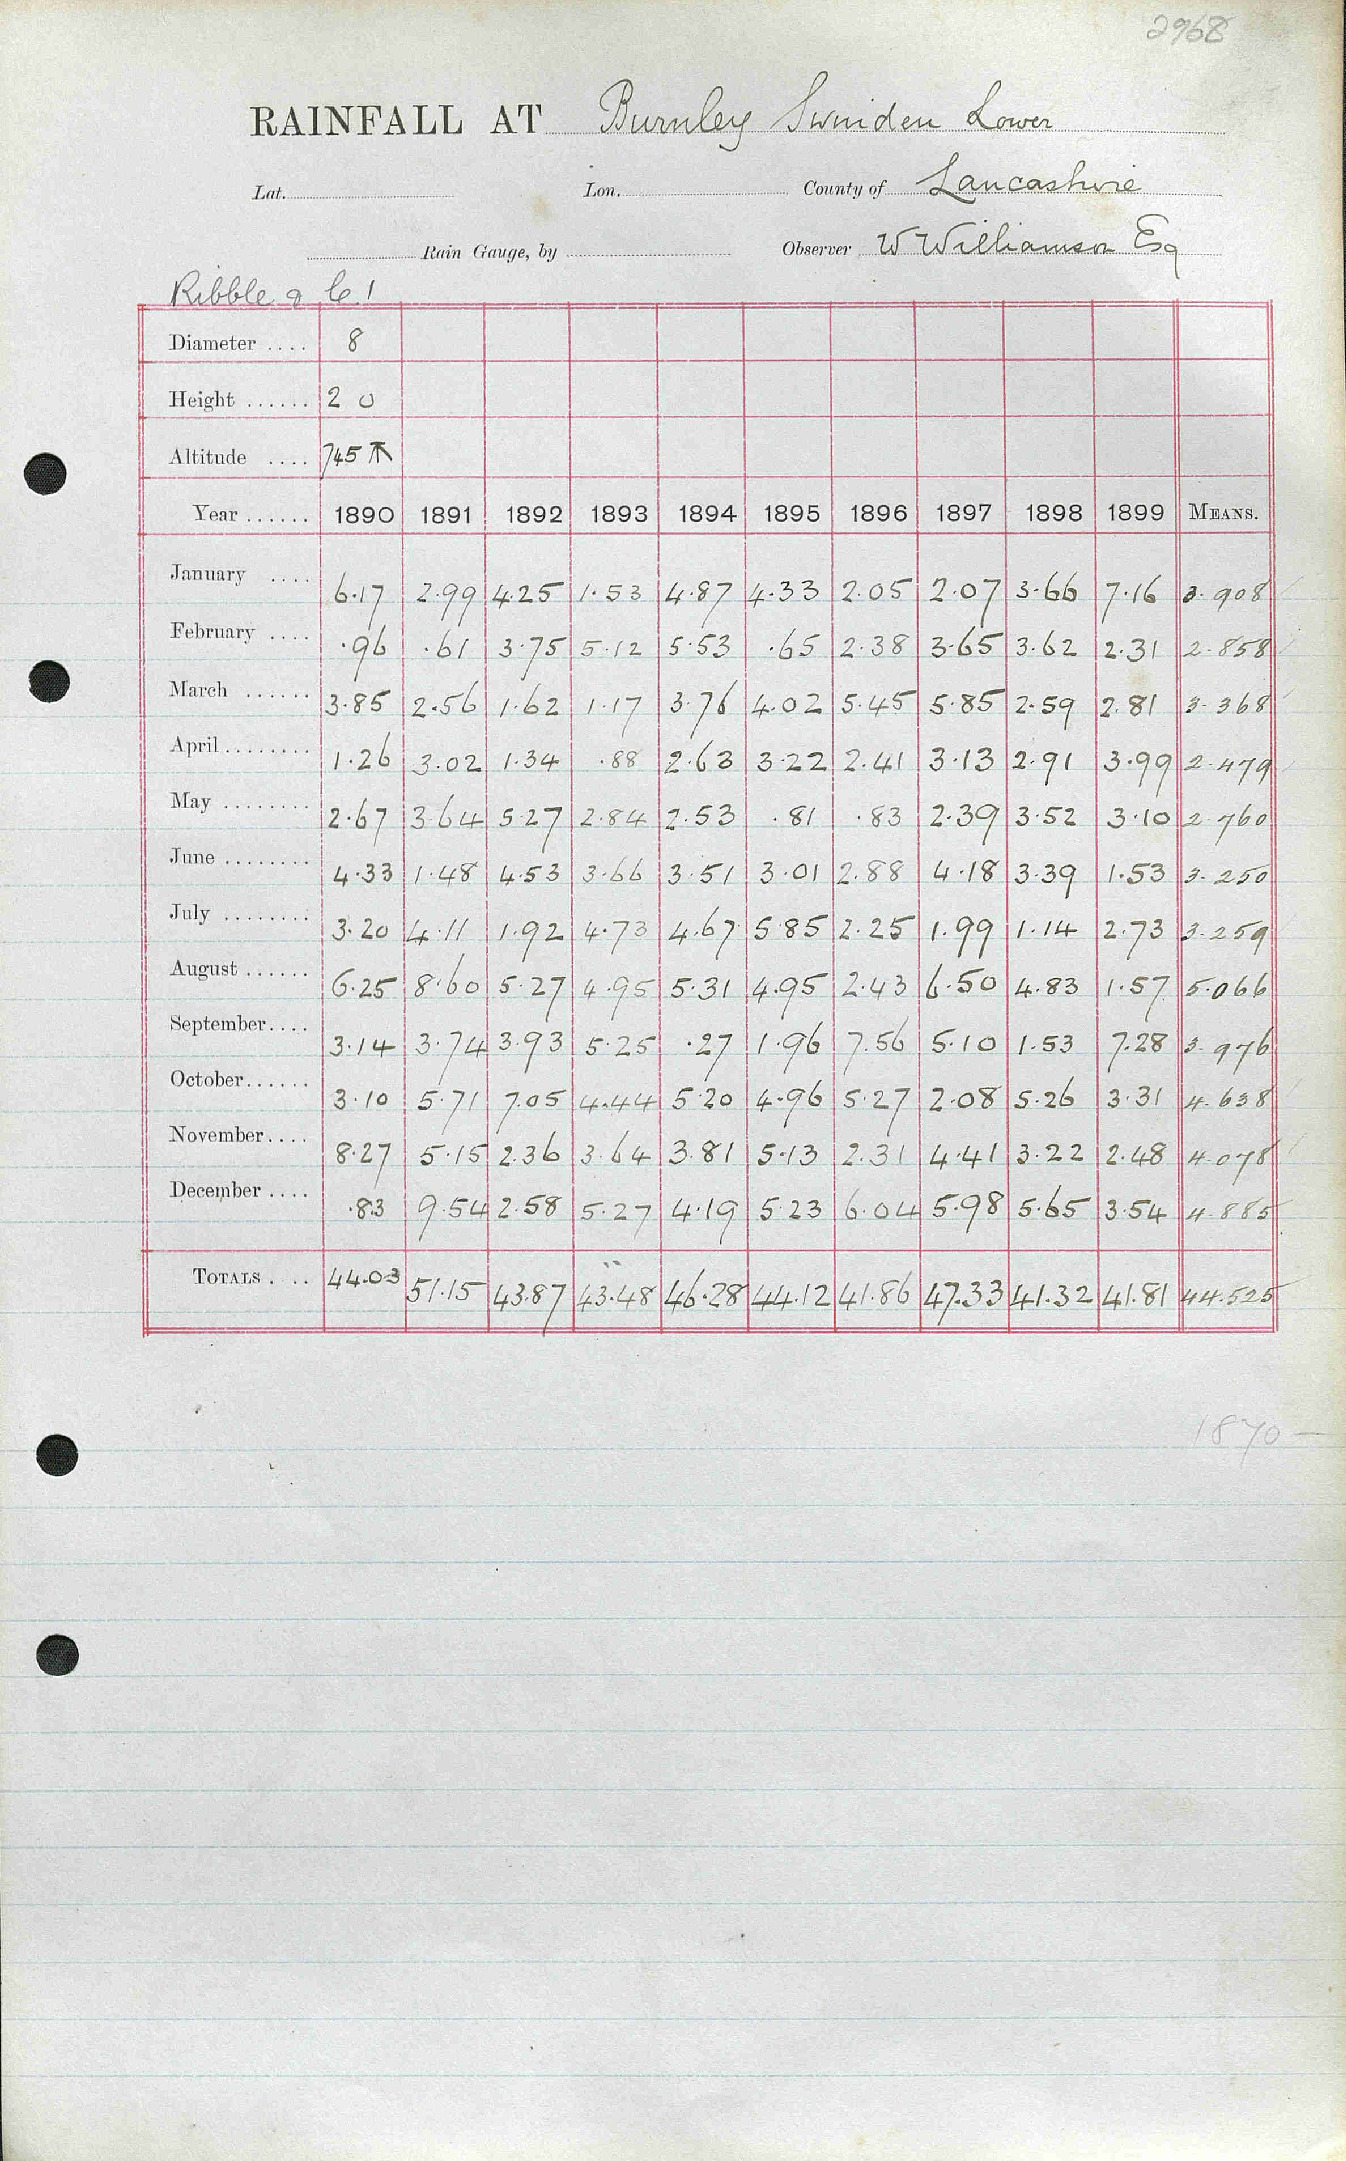 2968
RAINFALL AT Burnley Swinden Lower
Lat. Lon. County of Lancashire
Rain Gauge, by Observer W Williamson Esq
Ribble
Diameter .... 8
Height ...... 2 0
Altitude .... 745
Year ...... 1890 1891 1892 1893 1894 1895 1896 1897 1898 1899 MEANS.
January .... 6.17 2.99 4.25 1.53 4.87 4.33 2.05 2.07 3.66 7.16 3.908
February .... .96 .61 3.75 5.12 5.53 .65 2.38 3.65 3.62 2.31 2.858
March ...... 3.85 2.56 1.62 1.17 3.76 4.02 5.45 5.85 2.59 2.81 3.368
April ........ 1.26 3.02 1.34 .88 2.63 3.22 2.41 3.13 2.91 3.99 2.479
May ........ 2.67 3.64 5.27 2.84 2.53 .81 .83 2.39 3.52 3.10 2.760
June ........ 4.33 1.48 4.53 3.66 3.51 3.01 2.88 4.18 3.39 1.53 3.250
July ........ 3.20 4.11 1.92 4.73 4.67 5.85 2.25 1.99 1.14 2.73 3.259
August ...... 6.25 8.60 5.27 4.95 5.31 4.95 2.43 6.50 4.83 1.57 5.066
September.... 3.14 3.74 3.93 5.25 .27 1.96 7.56 5.10 1.53 7.28 3.976
October...... 3.10 5.71 7.05 4.44 5.20 4.96 5.27 2.08 5.26 3.31 4.638
November.... 8.27 5.15 2.36 3.64 3.81 5.13 2.31 4.41 3.22 2.48 4.078
December .... .83 9.54 2.58 5.27 4.19 5.23 6.04 5.98 5.65 3.54 4.885
TOTALS . .. 44.03 51.15 43.87 43.48 46.28 44.12 41.86 47.33 41.32 41.81 44.525
1870 —